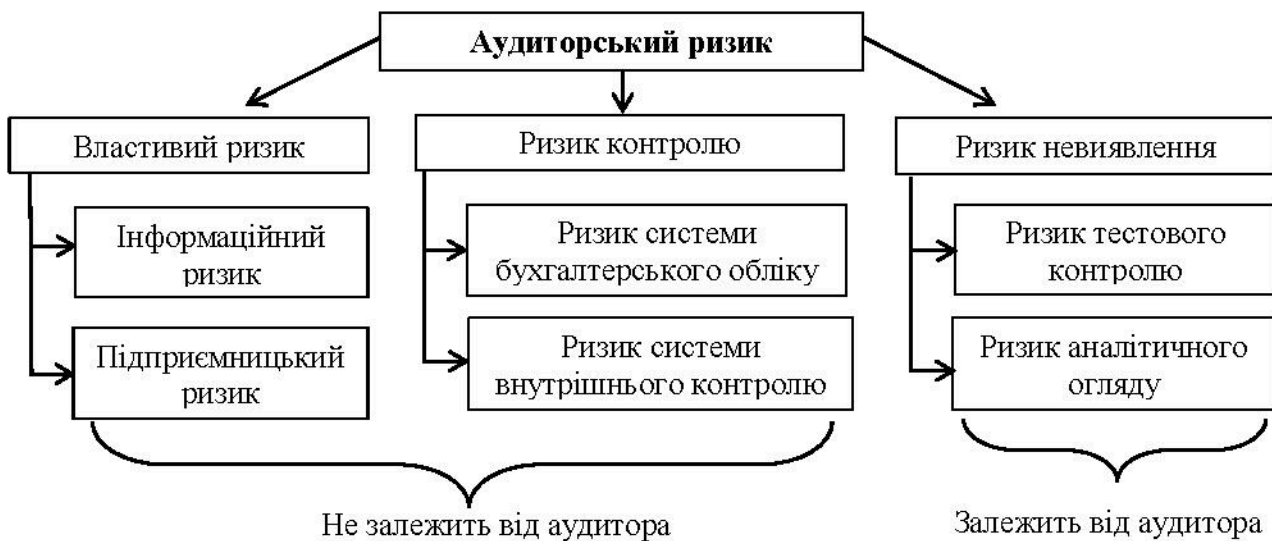 Аудиторський ризик
Властивий ризик
Ризик контролю
Ризик невиявлення
Інформаційний
ризик
Ризик системи
бухгалтерського обліку
Ризик тестового
контролю
Підприємницький
ризик
Ризик системи
внутрішнього контролю
Ризик аналітичного
огляду
Не залежить від аудитора
Залежить від аудитора